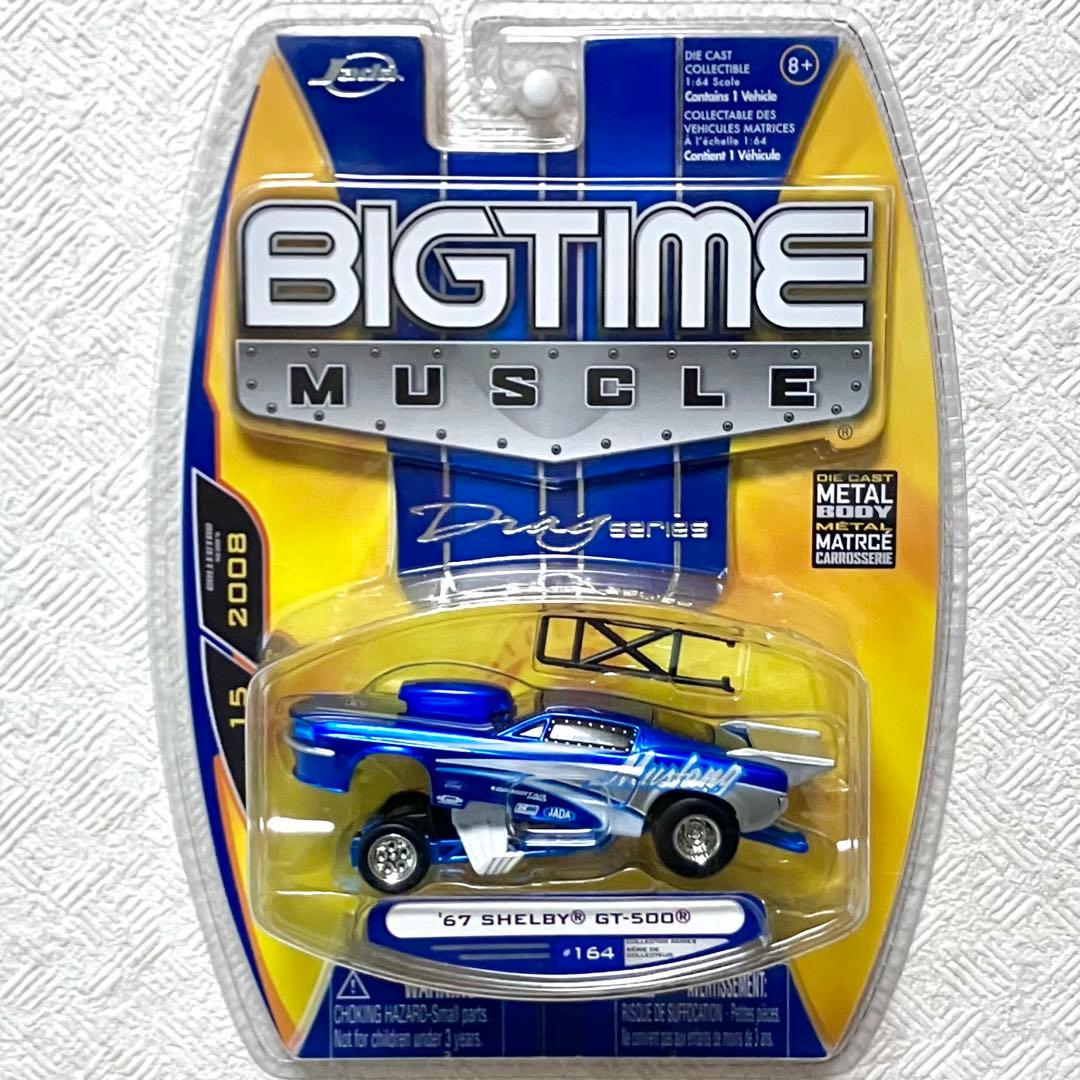 Jada
DIE CAST
COLLECTIBLE
1:64 Scale
Contains 1 Vehicle
COLLECTABLE DES
VEHICULES MATRICES
À l'échelle 1:64
Contient 1 Véhicule
8+
BIGTIME
MUSCLE
®
Drag series
DIE CAST
METAL
BODY
MÉTAL
MATRCÉ
CARROSSERIE
2008
15
Mustang
Ford
JADA
'67 SHELBY® GT-500®
#164
COLLECTOR SERIES
SÉRIE DE
COLLECTEUR
WARNING:
CHOKING HAZARD-Small parts
Not for children under 3 years.
AVERTISSEMENT:
RISQUE DE SUFFOCATION - Petites pièces.
Ne convient pas aux enfants de moins de 3 ans.